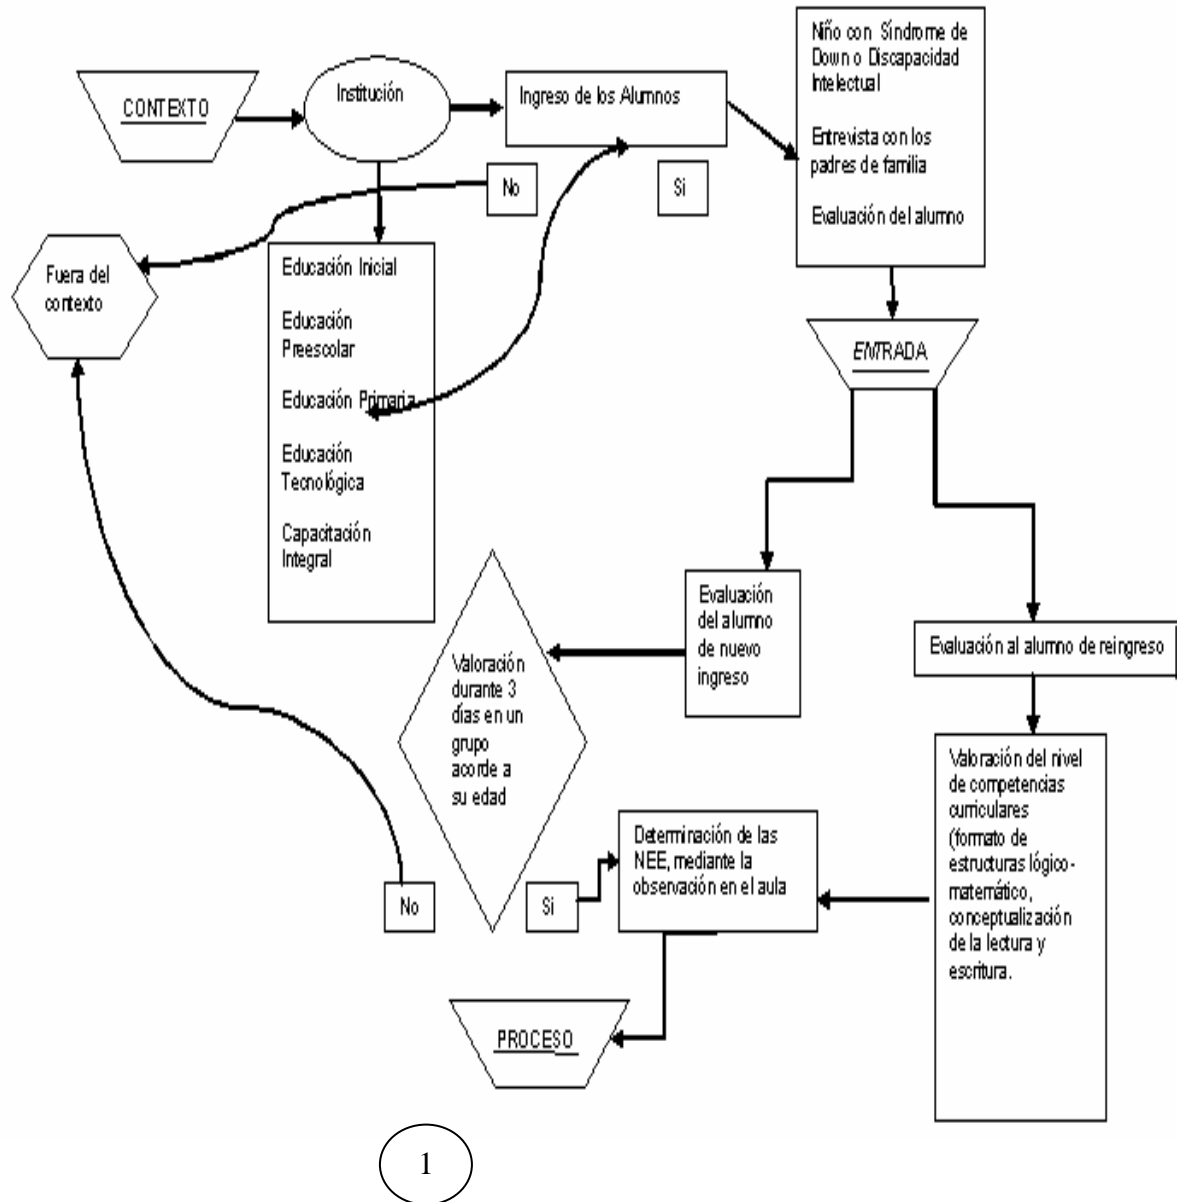 CONTEXTO
Institución
Ingreso de los Alumnos
Niño con Síndrome de
Down o Discapacidad
Intelectual
Entrevista con los
padres de familia
Evaluación del alumno
No
Si
Fuera del
contexto
Educación Inicial
Educación
Preescolar
Educación Primaria
Educación
Tecnológica
Capacitación
Integral
ENTRADA
Evaluación
del alumno
de nuevo
ingreso
Evaluación al alumno de reingreso
Valoración
durante 3
días en un
grupo
acorde a
su edad
Valoración del nivel
de competencias
curriculares
(formato de
estructuras lógico-
matemático,
conceptualización
de la lectura y
escritura.
Determinación de las
NEE, mediante la
observación en el aula
No
Si
PROCESO
1